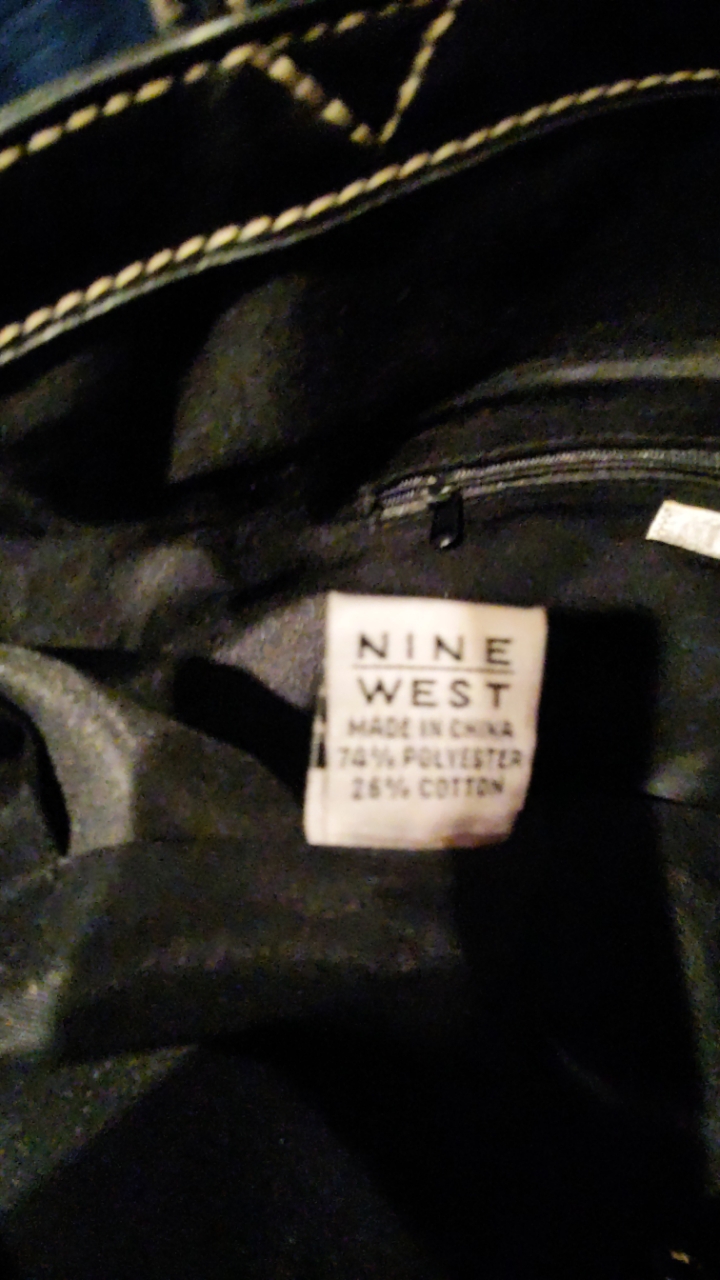 NINE
WEST
MADE IN CHINA
74% POLYESTER
26% COTTON